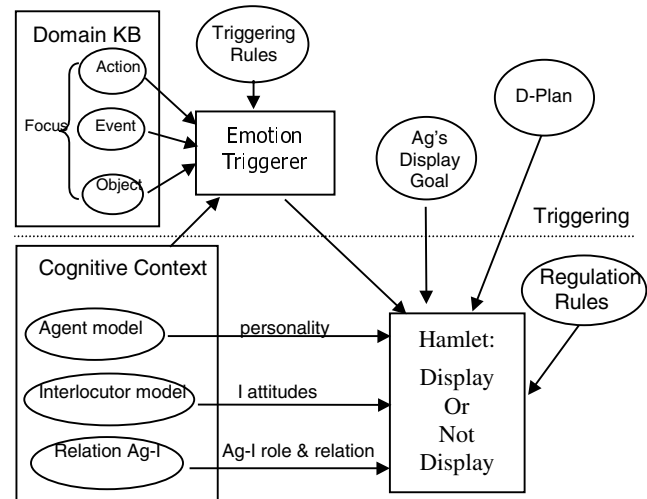 Domain KB
Action
Focus
Event
Object
Triggering
Rules
Emotion
Triggerer
Ag's
Display
Goal
D-Plan
Triggering
Cognitive Context
Agent model
personality
Interlocutor model
I attitudes
Relation Ag-I
Ag-I role & relation
Hamlet:
Display
Or
Not
Display
Regulation
Rules